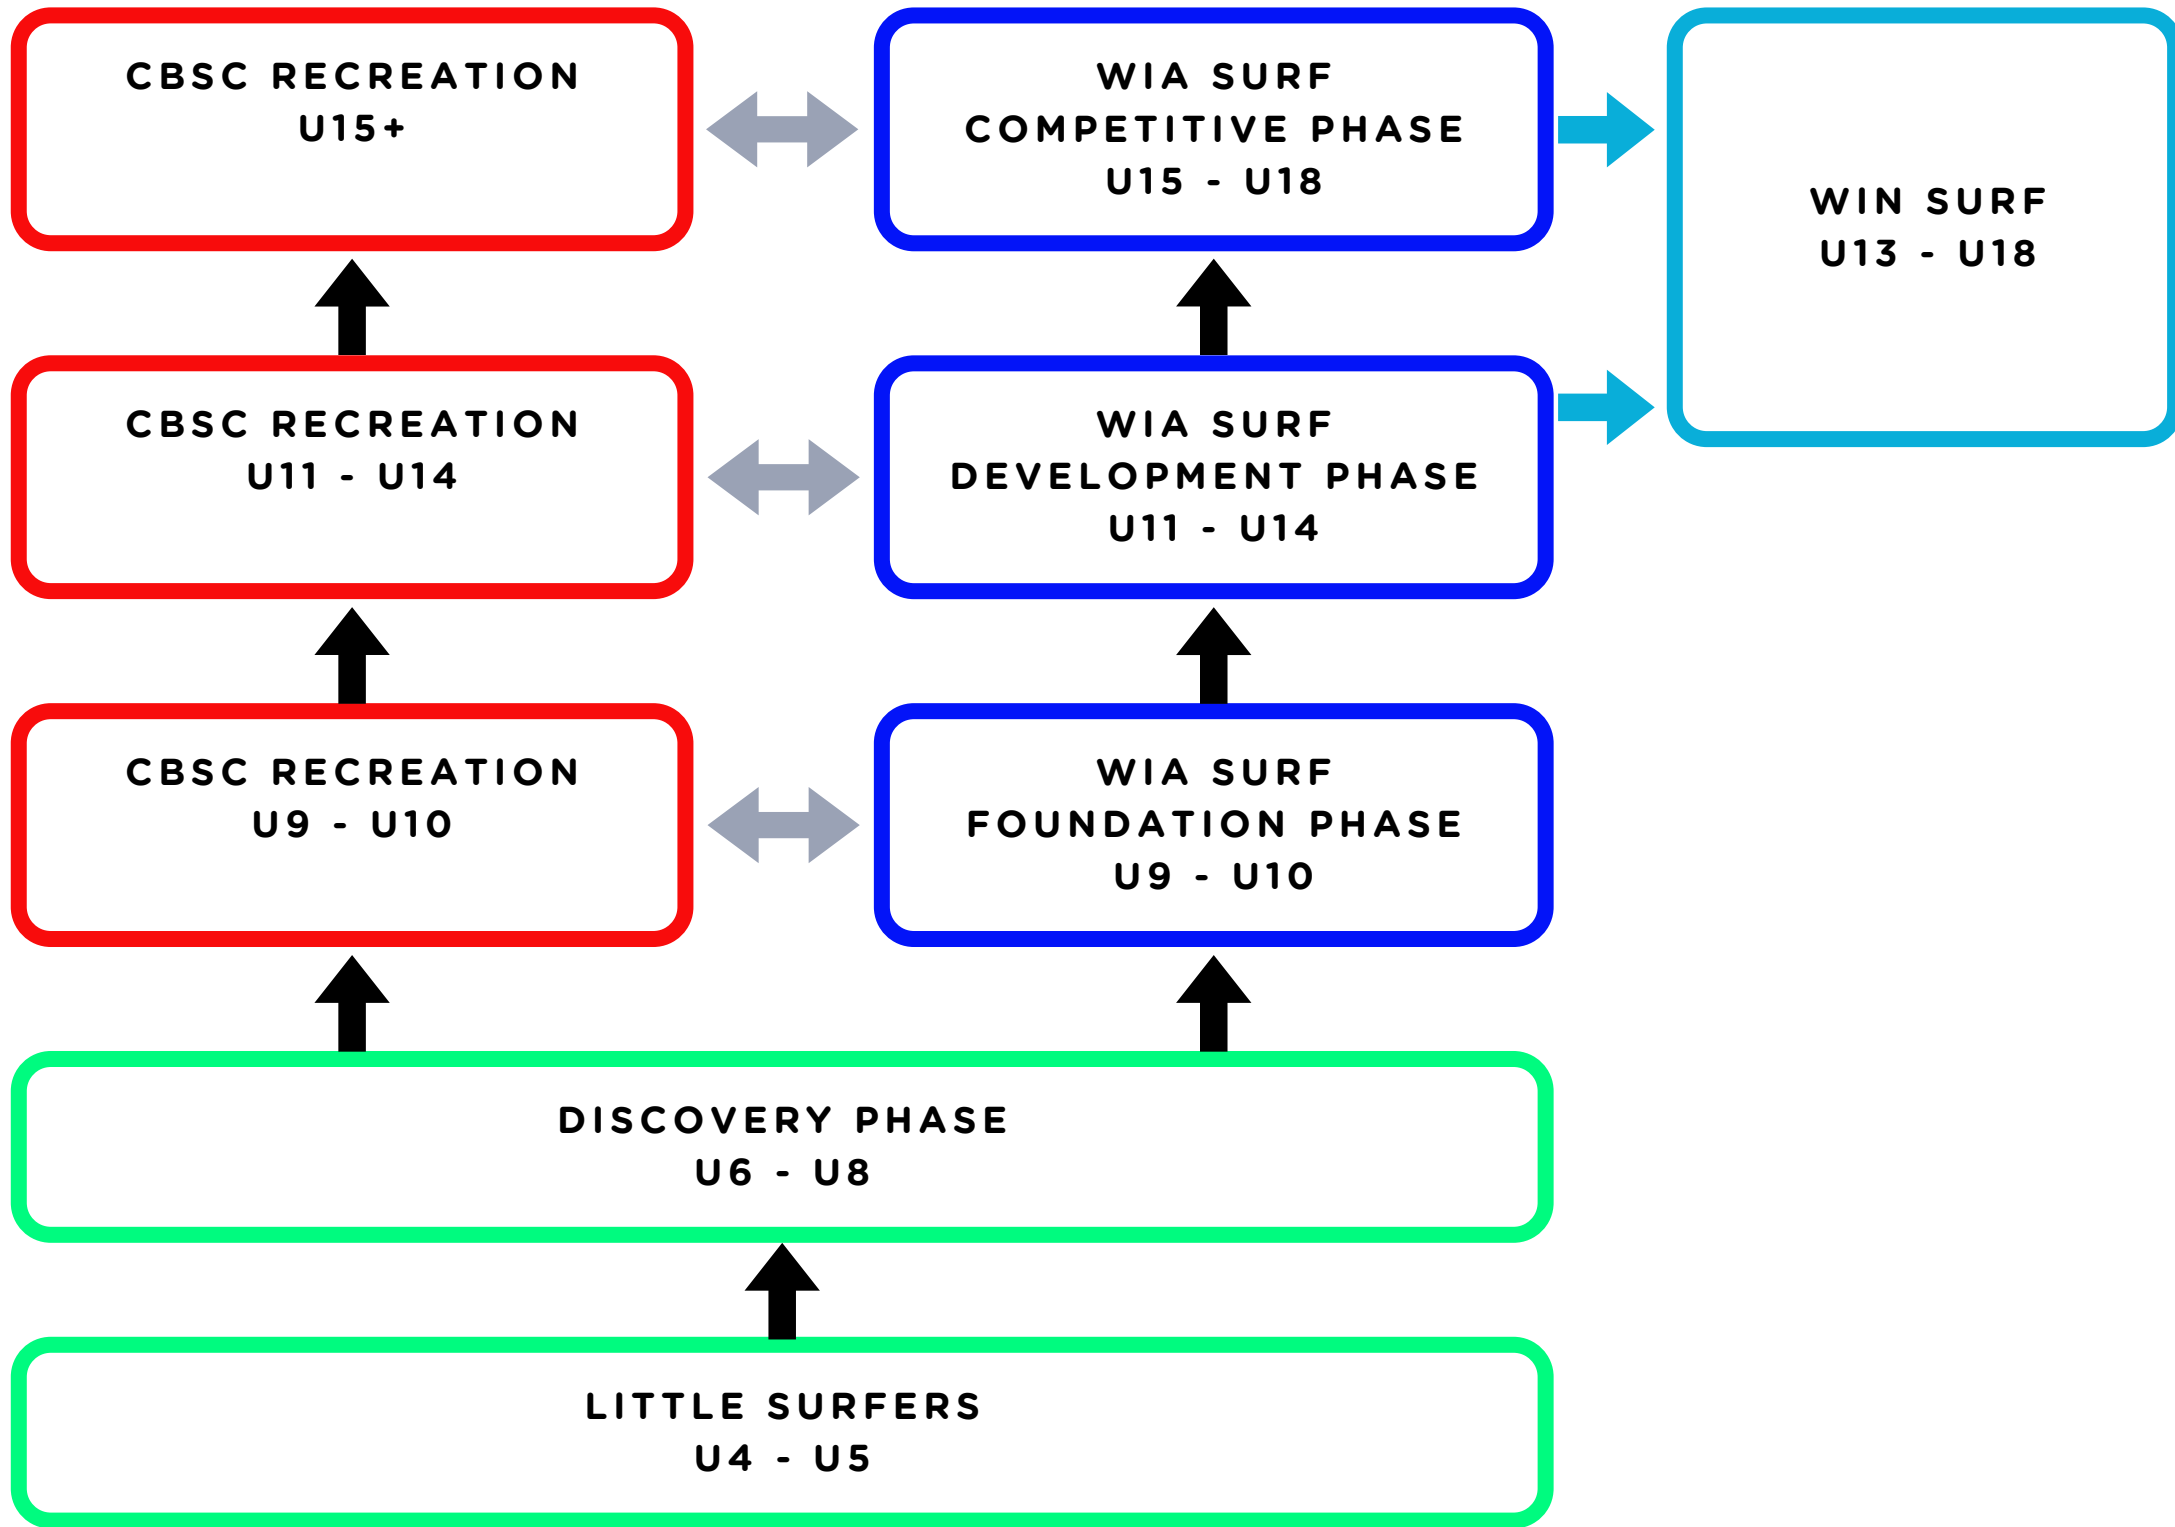 CBSC RECREATION
U15+
WIA SURF
COMPETITIVE PHASE
U15 - U18
WIN SURF
U13 - U18
CBSC RECREATION
U11 - U14
WIA SURF
DEVELOPMENT PHASE
U11 - U14
CBSC RECREATION
U9 - U10
WIA SURF
FOUNDATION PHASE
U9 - U10
DISCOVERY PHASE
U6 - U8
LITTLE SURFERS
U4 - U5